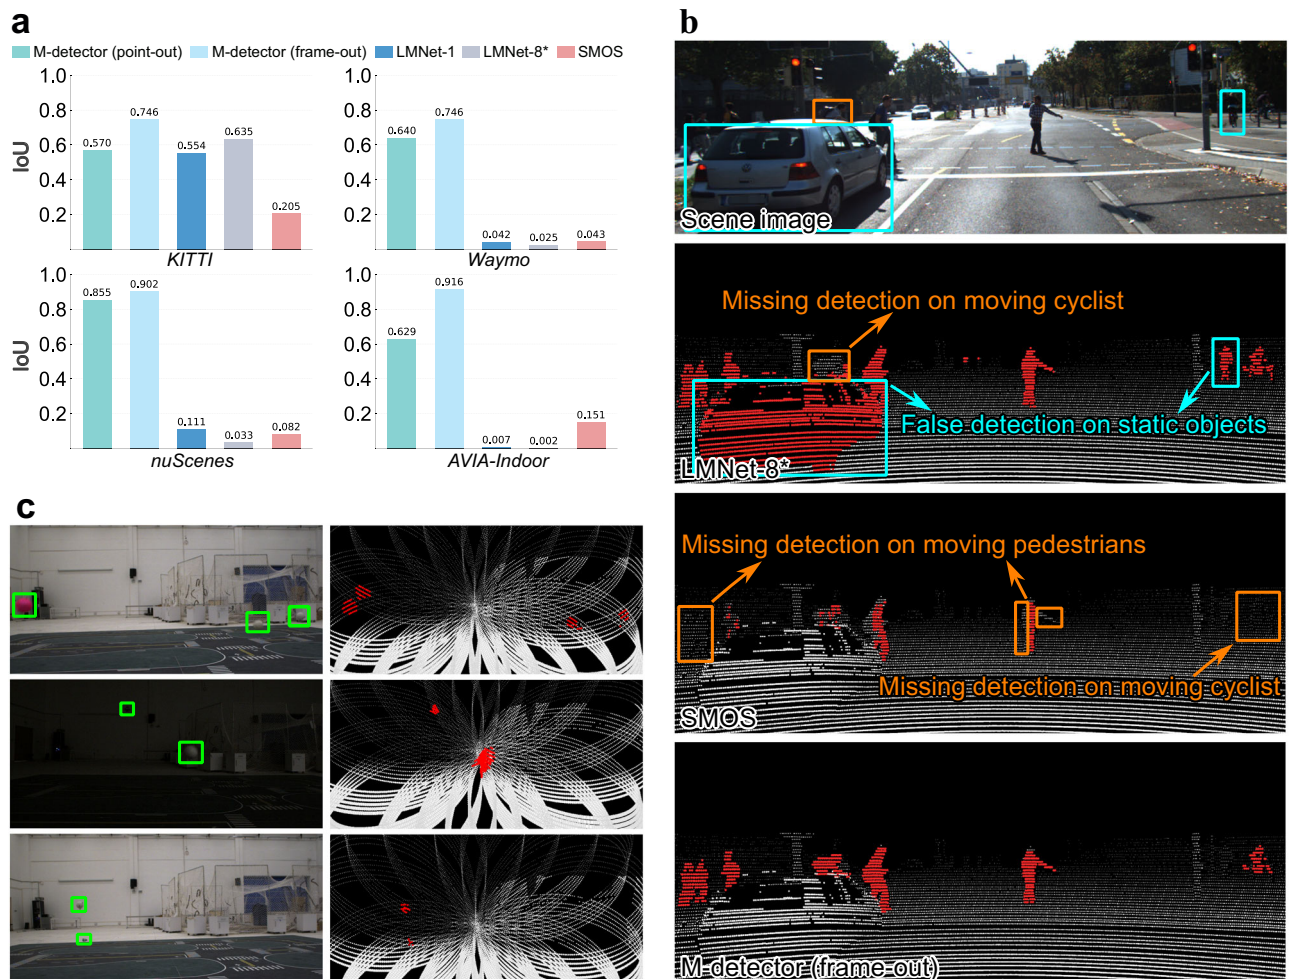 a
M-detector (point-out) M-detector (frame-out) LMNet-1 LMNet-8* SMOS
1.0
0.8
0.6
0.4
0.2
IoU
0.570
0.746
0.554
0.635
0.205
KITTI
1.0
0.8
0.6
0.4
0.2
0.640
0.746
0.042
0.025
0.043
Waymo
1.0
0.8
0.6
0.4
0.2
IoU
0.855
0.902
0.111
0.033
0.082
nuScenes
1.0
0.8
0.6
0.4
0.2
0.629
0.916
0.007
0.002
0.151
AVIA-Indoor
b
Scene image
Missing detection on moving cyclist
False detection on static objects
LMNet-8*
Missing detection on moving pedestrians
Missing detection on moving cyclist
SMOS
M-detector (frame-out)
c